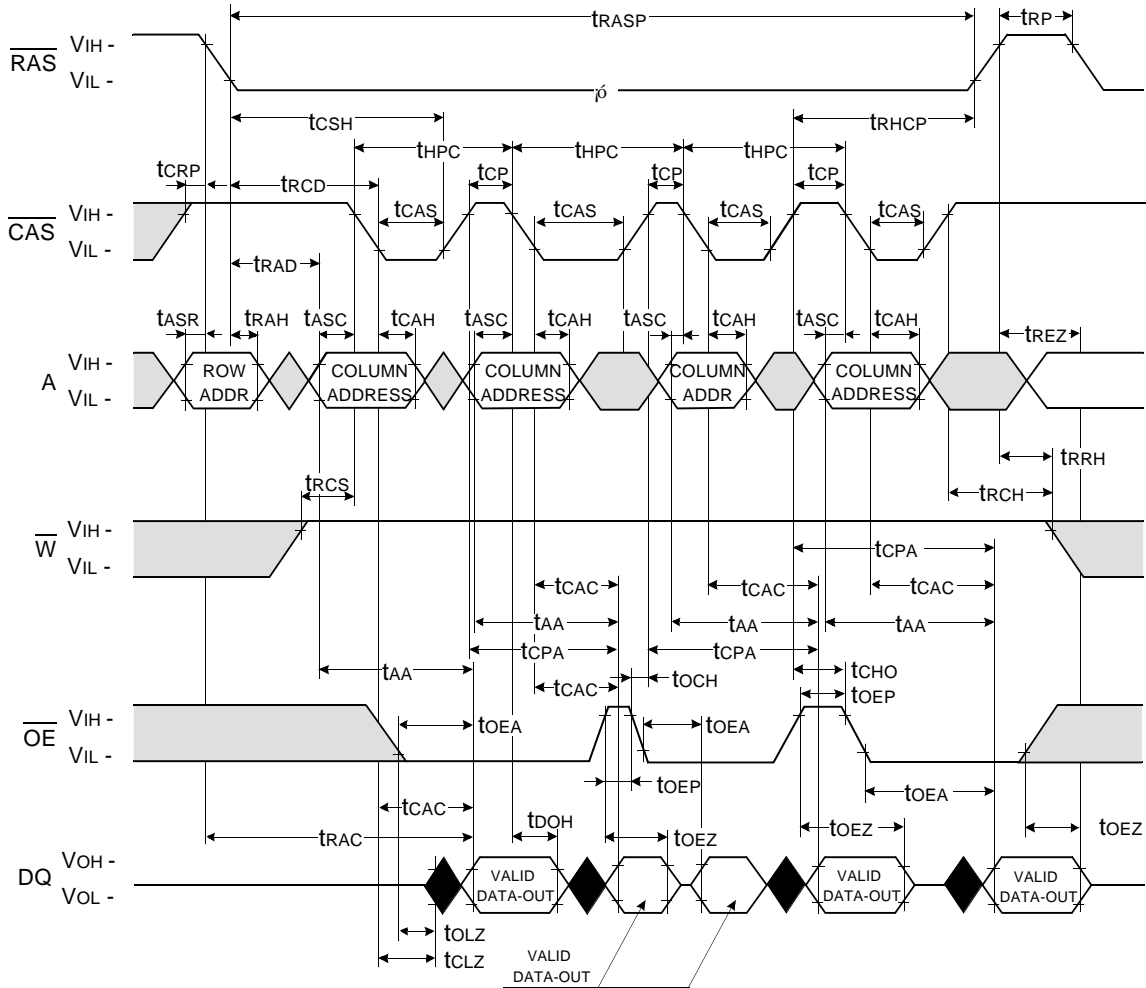 tRASP
tRP
VIH -
RAS
VIL -
ó
tCSH
tRHCP
tHPC
tHPC
tHPC
tCRP
tRCD
tCP
tCP
tCP
VIH -
CAS
VIL -
tCAS
tCAS
tCAS
tCAS
tRAD
tASR
tRAH
tASC
tCAH
tASC
tCAH
tASC
tCAH
tASC
tCAH
tREZ
VIH -
A
VIL -
ROW
ADDR
COLUMN
ADDRESS
COLUMN
ADDRESS
COLUMN
ADDR
COLUMN
ADDRESS
tRRH
tRCS
tRCH
VIH -
W
VIL -
tCPA
tCAC
tCAC
tCAC
tAA
tAA
tAA
tCPA
tCPA
tAA
tCAC
tOCH
tCHO
tOEP
VIH -
OE
VIL -
tOEA
tOEA
tOEP
tOEA
tCAC
tDOH
tRAC
tOEZ
tOEZ
tOEZ
VOH -
DQ
VOL -
VALID
DATA-OUT
VALID
DATA-OUT
VALID
DATA-OUT
tOLZ
tCLZ
VALID
DATA-OUT